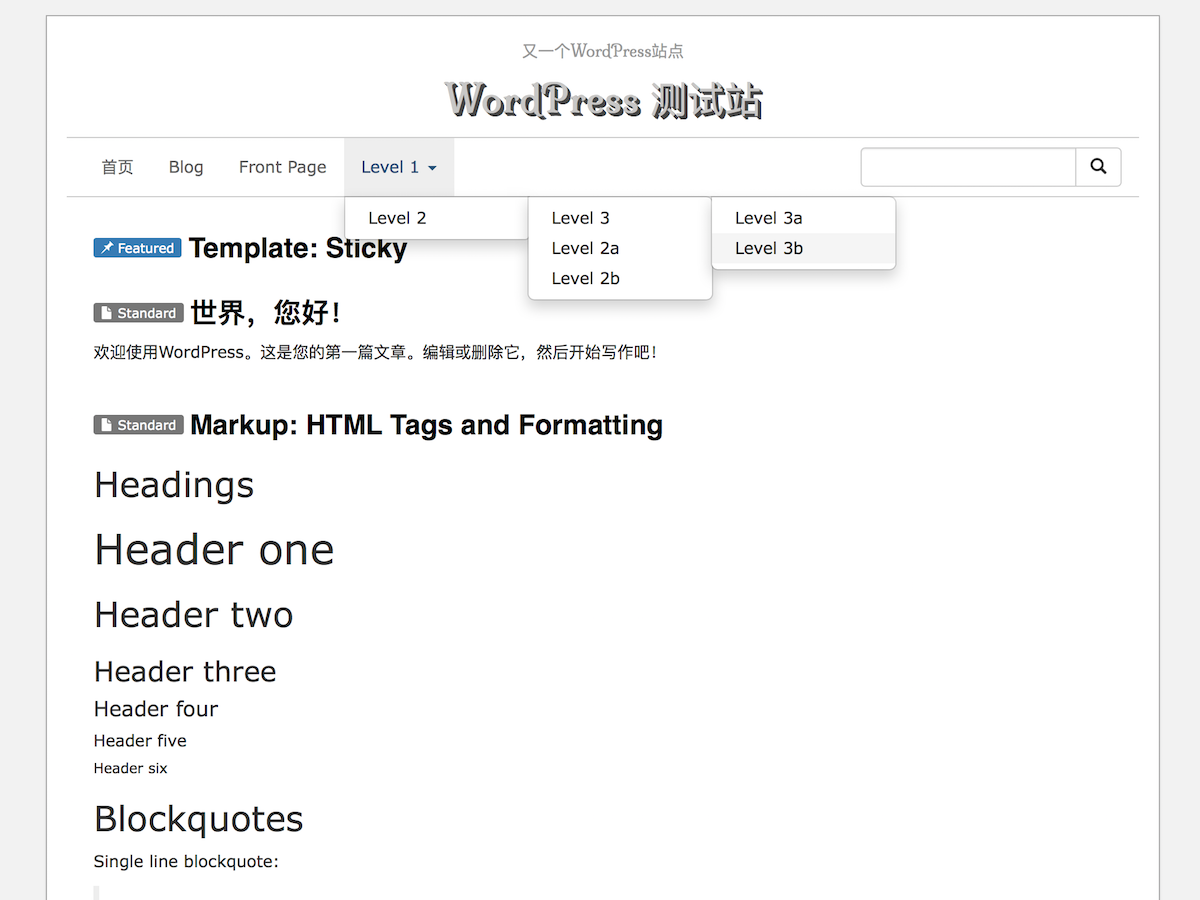 又一个WordPress站点
WordPress 测试站
首页 Blog Front Page Level 1
Level 2 Level 3 Level 3a
Level 2a Level 3b
Level 2b
Featured Template: Sticky
Standard 世界，您好！
欢迎使用WordPress。这是您的第一篇文章。编辑或删除它，然后开始写作吧！
Standard Markup: HTML Tags and Formatting
Headings
Header one
Header two
Header three
Header four
Header five
Header six
Blockquotes
Single line blockquote: